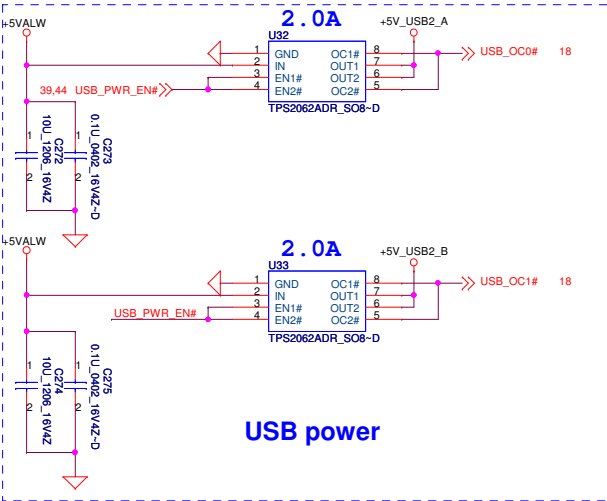 2.0A
+5VALW
U32
+5V_USB2_A
1 GND OC1# 8
2 IN OUT1 7
3 EN1# OUT2 6
4 EN2# OC2# 5
USB_OC0# 18
39,44 USB_PWR_EN#
TPS2062ADR_SO8~D
1 1
C273
0.1U_0402_16V4Z~D
C272
10U_1206_16V4Z
2 2
2.0A
+5VALW
U33
+5V_USB2_B
1 GND OC1# 8
2 IN OUT1 7
3 EN1# OUT2 6
4 EN2# OC2# 5
USB_OC1# 18
USB_PWR_EN#
TPS2062ADR_SO8~D
1 1
C275
0.1U_0402_16V4Z~D
C274
10U_1206_16V4Z
2 2
USB power